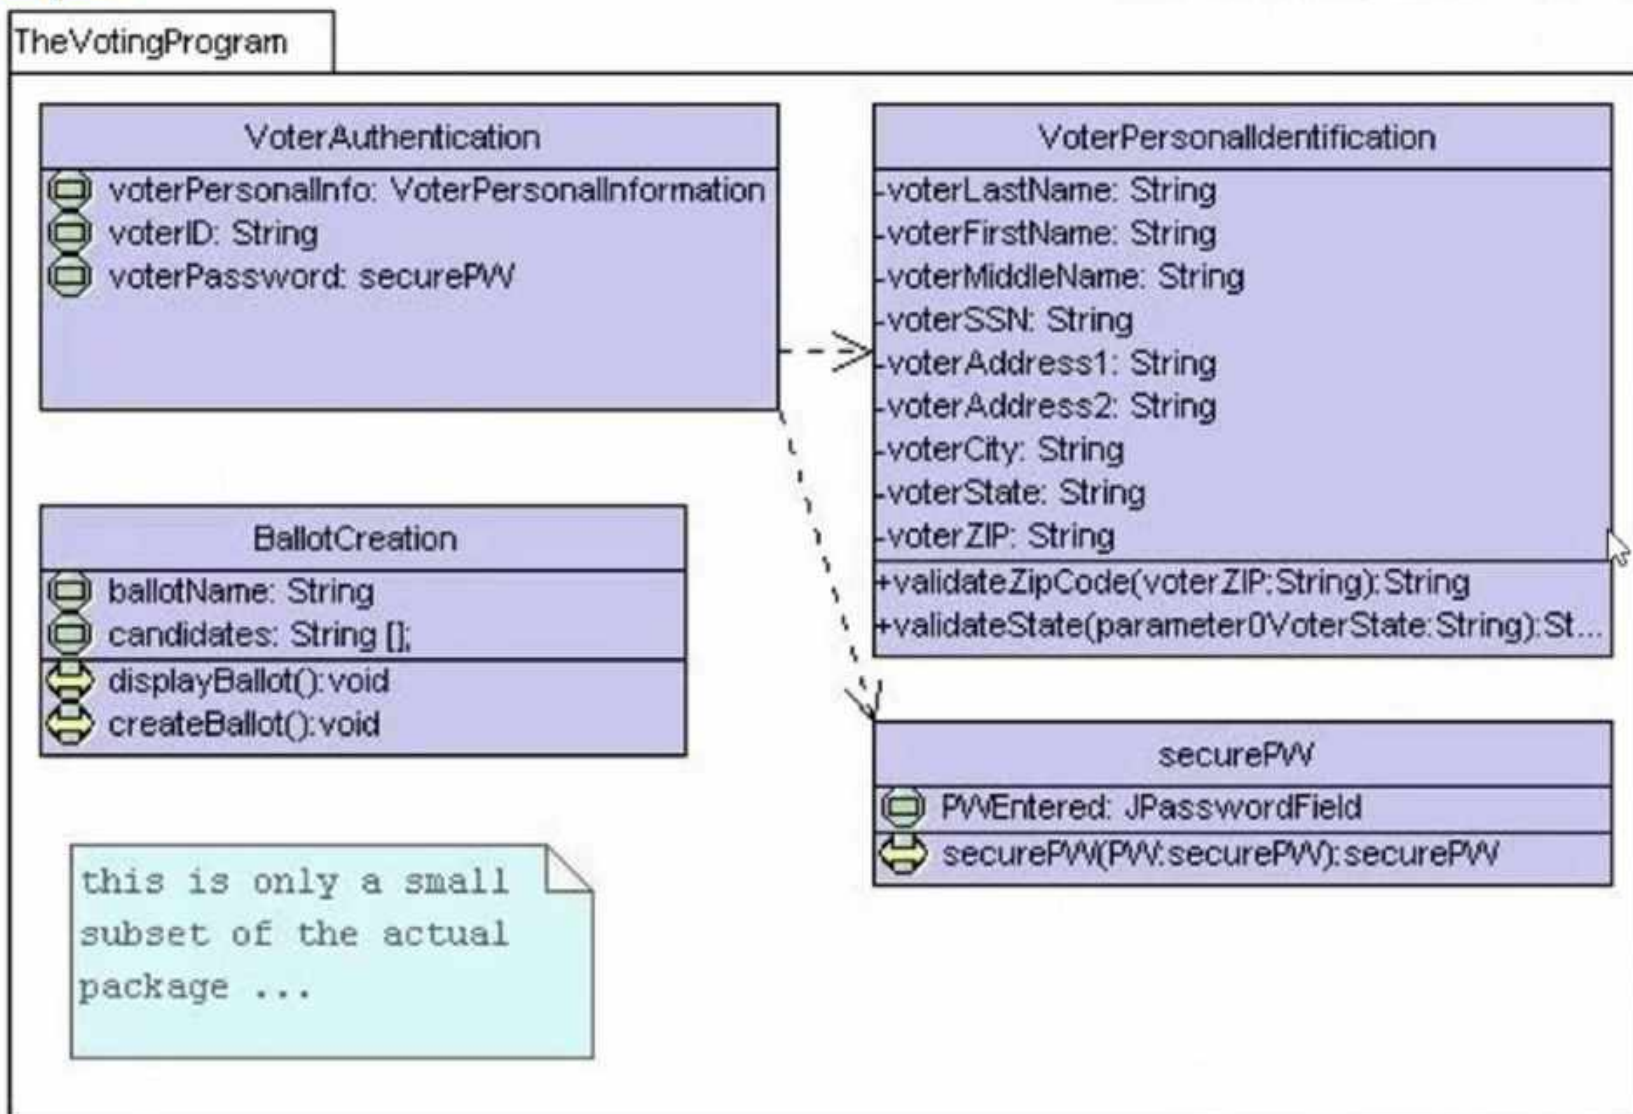 TheVotingProgram
VoterAuthentication
voterPersonalInfo: VoterPersonalInformation
voterID: String
voterPassword: securePW
VoterPersonalIdentification
-voterLastName: String
-voterFirstName: String
-voterMiddleName: String
-voterSSN: String
-voterAddress1: String
-voterAddress2: String
-voterCity: String
-voterState: String
-voterZIP: String
+validateZipCode(voterZIP:String):String
+validateState(parameter0VoterState:String):St...
BallotCreation
ballotName: String
candidates: String [];
displayBallot():void
createBallot():void
securePW
PWEntered: JPasswordField
securePW(PW:securePW):securePW
this is only a small
subset of the actual
package ...